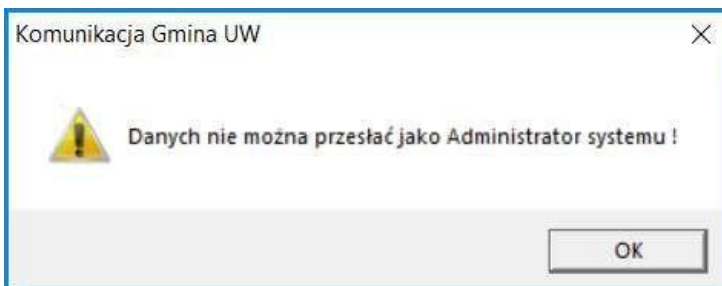 Komunikacja Gmina UW
Danych nie można przesłać jako Administrator systemu !
OK